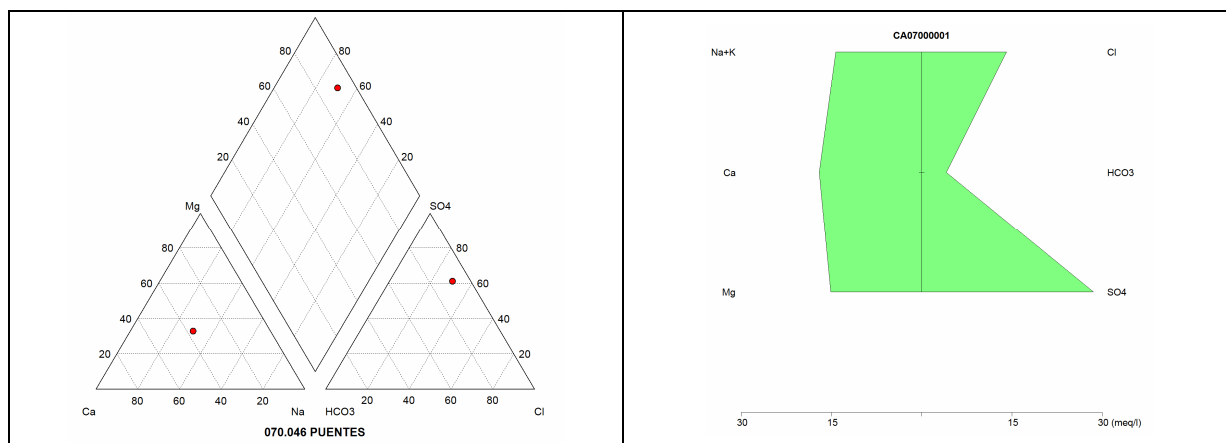 80 80
60 60
40 40
20 20
Mg SO4
80 80
60 60
40 40
20 20
Ca 80 60 40 20 Na HCO3 20 40 60 80 Cl
070.046 PUENTES
CA07000001
Na+K Cl
Ca HCO3
Mg SO4
30 15 15 30 (meq/l)